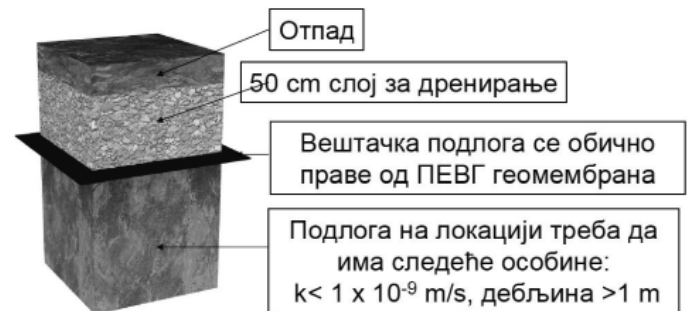 Отпад
50 cm слој за дренирање
Вештачка подлога се обично
праве од ПЕВГ геомембрана
Подлога на локацији треба да
има следеће особине:
k< 1 x 10⁻⁹ m/s, дебљина >1 m